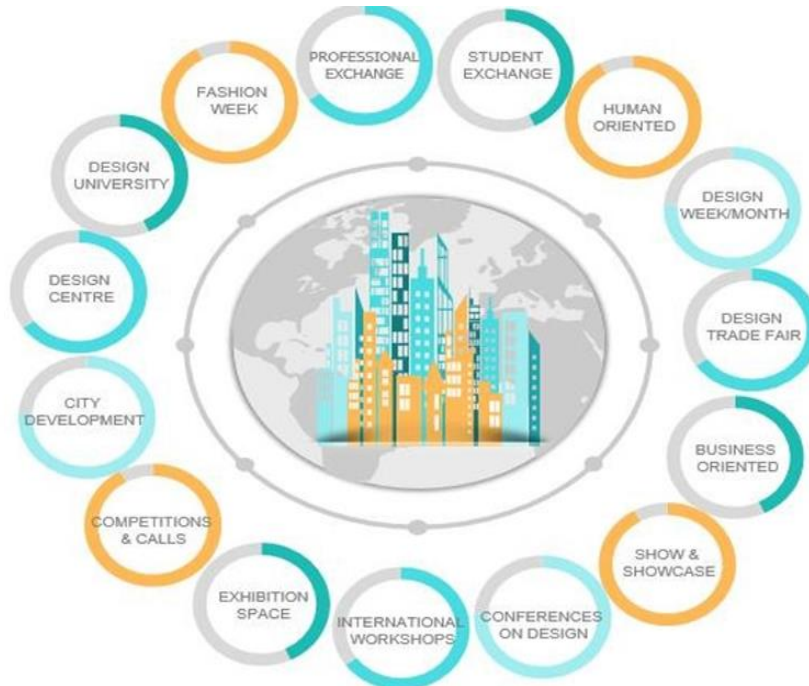 PROFESSIONAL
EXCHANGE
STUDENT
EXCHANGE
HUMAN
ORIENTED
DESIGN
WEEK/MONTH
DESIGN
TRADE FAIR
BUSINESS
ORIENTED
SHOW &
SHOWCASE
CONFERENCES
ON DESIGN
INTERNATIONAL
WORKSHOPS
EXHIBITION
SPACE
COMPETITIONS
& CALLS
CITY
DEVELOPMENT
DESIGN
CENTRE
DESIGN
UNIVERSITY
FASHION
WEEK